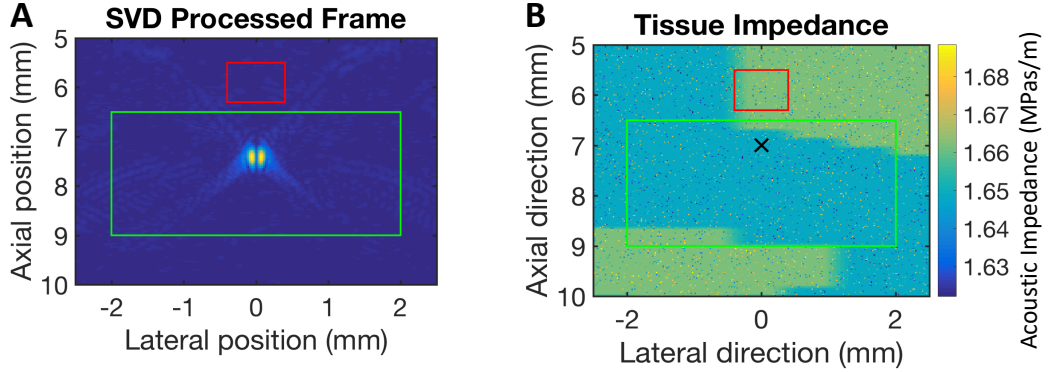 A
SVD Processed Frame
Axial position (mm)
5
6
7
8
9
10
-2
-1
0
1
2
Lateral position (mm)
B
Tissue Impedance
Axial direction (mm)
5
6
7
8
9
10
-2
0
2
Lateral direction (mm)
1.68
1.67
1.66
1.65
1.64
1.63
Acoustic Impedance (MPas/m)